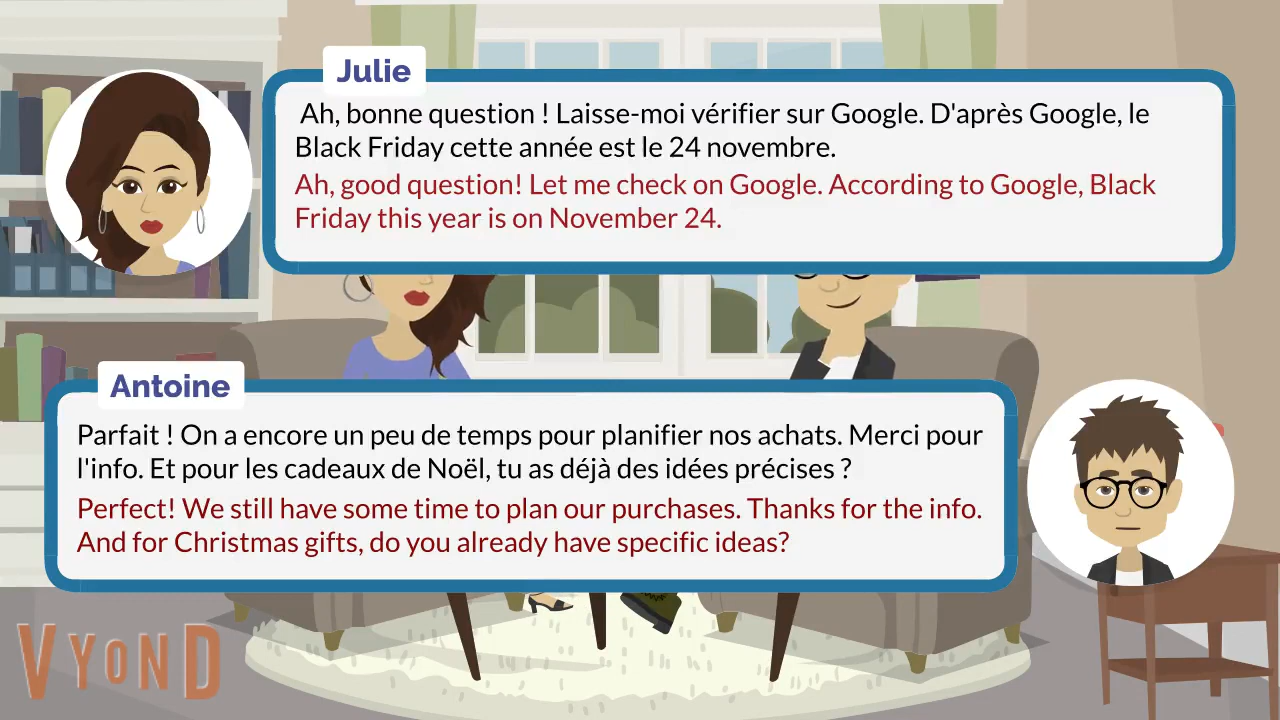 Julie
Ah, bonne question ! Laisse-moi vérifier sur Google. D'après Google, le
Black Friday cette année est le 24 novembre.
Ah, good question! Let me check on Google. According to Google, Black
Friday this year is on November 24.
Antoine
Parfait ! On a encore un peu de temps pour planifier nos achats. Merci pour
l'info. Et pour les cadeaux de Noël, tu as déjà des idées précises ?
Perfect! We still have some time to plan our purchases. Thanks for the info.
And for Christmas gifts, do you already have specific ideas?
VYOND